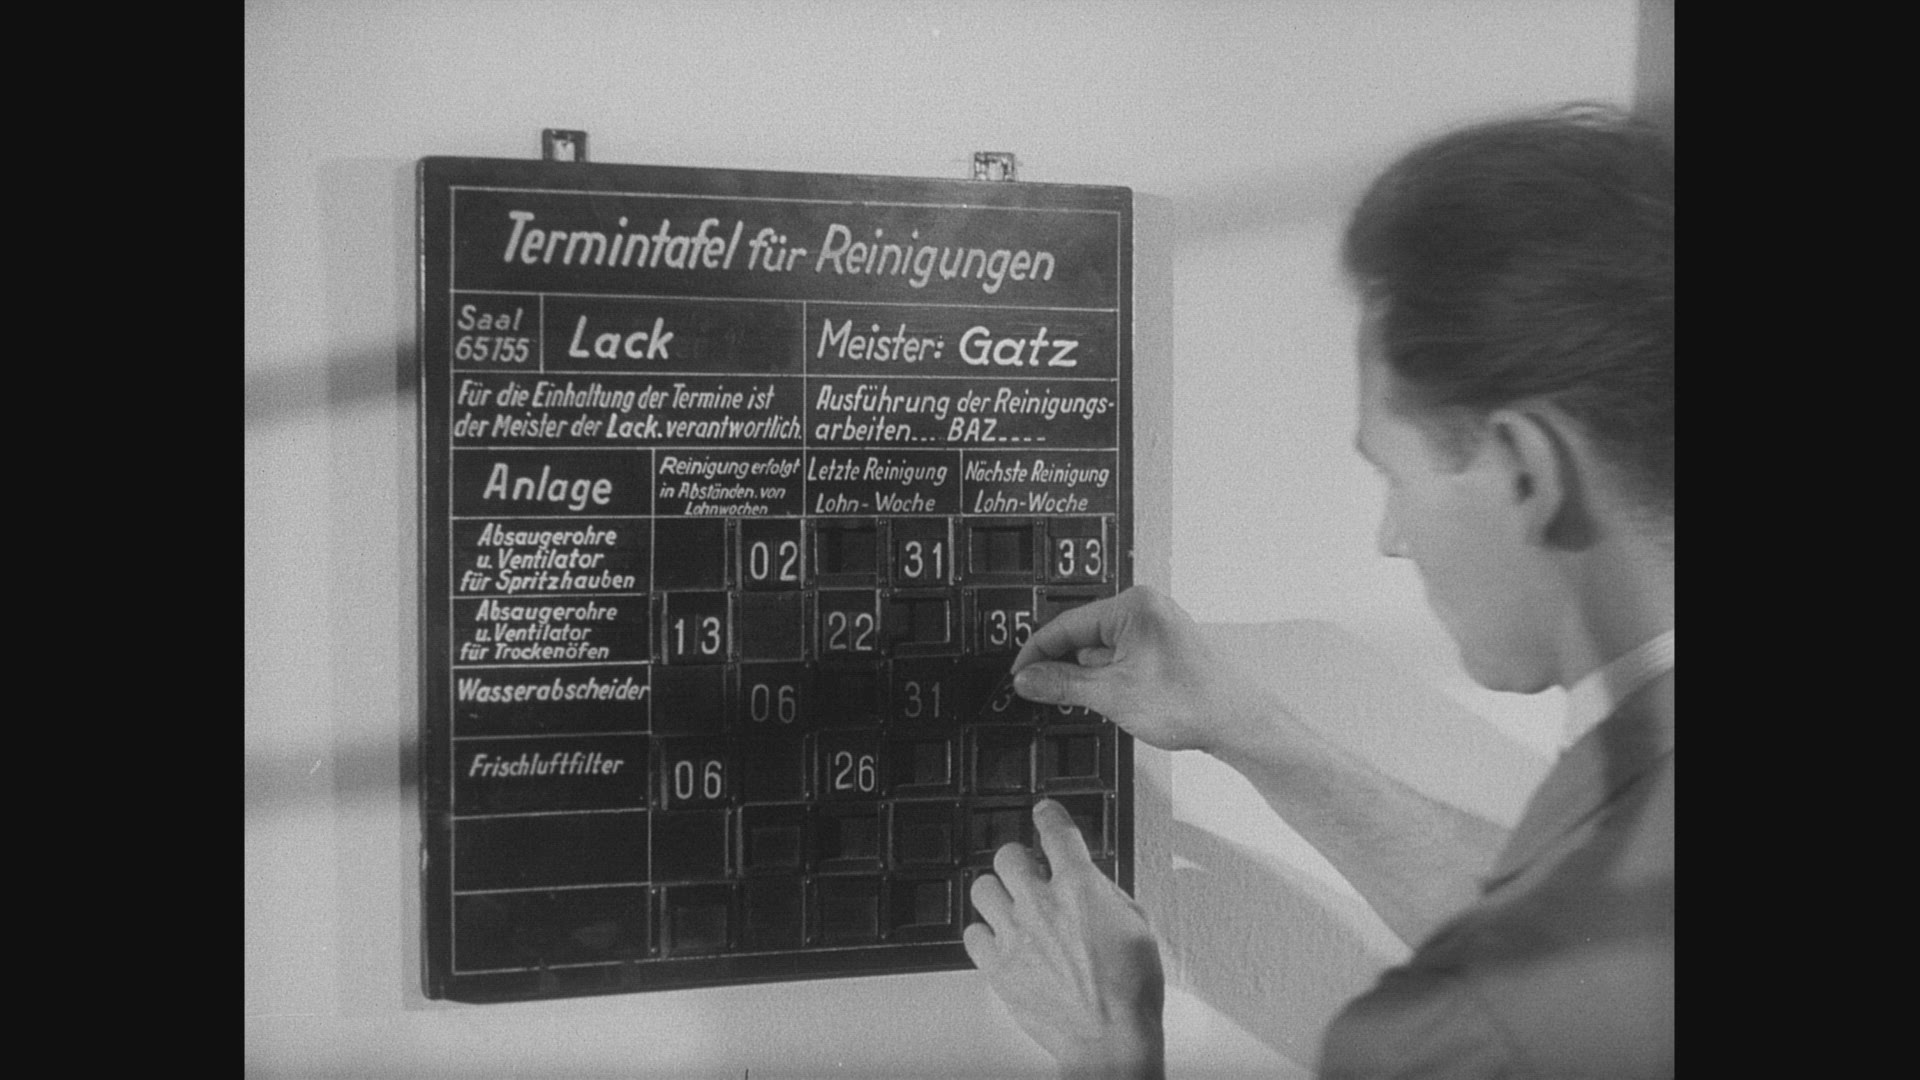 Termintafel für Reinigungen
Saal
65155
Lack
Meister: Gatz
Für die Einhaltung der Termine ist
der Meister der Lack. verantwortlich.
Ausführung der Reinigungs-
arbeiten... BAZ....
Anlage
Reinigung erfolgt
in Abständen von
Lohnwochen
Letzte Reinigung
Lohn-Woche
Nächste Reinigung
Lohn-Woche
Absaugerohre
u. Ventilator
für Spritzhauben
02 31 33
Absaugerohre
u. Ventilator
für Trockenöfen
13 22 35
Wasserabscheider
06 31
Frischluftfilter
06 26